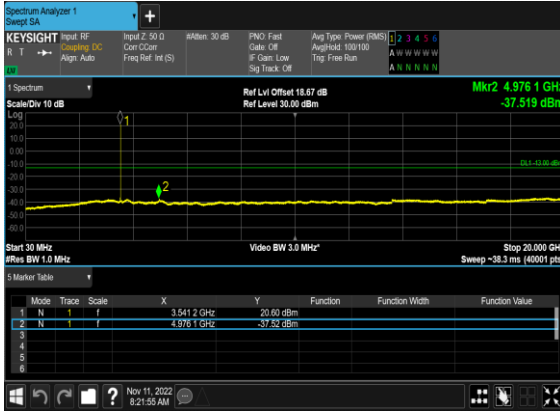 Spectrum Analyzer 1
Swept SA
+
KEYSIGHT
R T
Input: RF
Coupling: DC
Align: Auto
Input Z: 50 Ω
Corr CCorr
Freq Ref: Int (S)
#Atten: 30 dB
PNO: Fast
Gate: Off
IF Gain: Low
Sig Track: Off
Avg Type: Power (RMS)
Avg|Hold: 100/100
Trig: Free Run
1 2 3 4 5 6
A W W W W W
A N N N N N
1 Spectrum
Scale/Div 10 dB
Ref Lvl Offset 18.67 dB
Ref Level 30.00 dBm
Mkr2 4.976 1 GHz
-37.519 dBm
Log
20.0
10.0
0.00
-10.0
-20.0
-30.0
-40.0
-50.0
-60.0
1
2
DL1 -13.00 dBm
Start 30 MHz
#Res BW 1.0 MHz
Video BW 3.0 MHz*
Stop 20.000 GHz
Sweep ~38.3 ms (40001 pts)
5 Marker Table
Mode Trace Scale X Y Function Function Width Function Value
1 N 1 f 3.541 2 GHz 20.60 dBm
2 N 1 f 4.976 1 GHz -37.52 dBm
3
4
5
6
?
Nov 11, 2022
8:21:55 AM